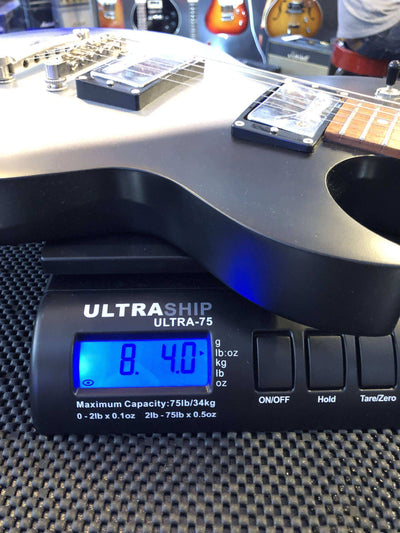 ULTRASHIP
ULTRA-75
8. 4.0
g
lb:oz
kg
lb
oz
ON/OFF
Hold
Tare/Zero
Maximum Capacity:75lb/34kg
0 - 2lb x 0.1oz 2lb - 75lb x 0.5oz